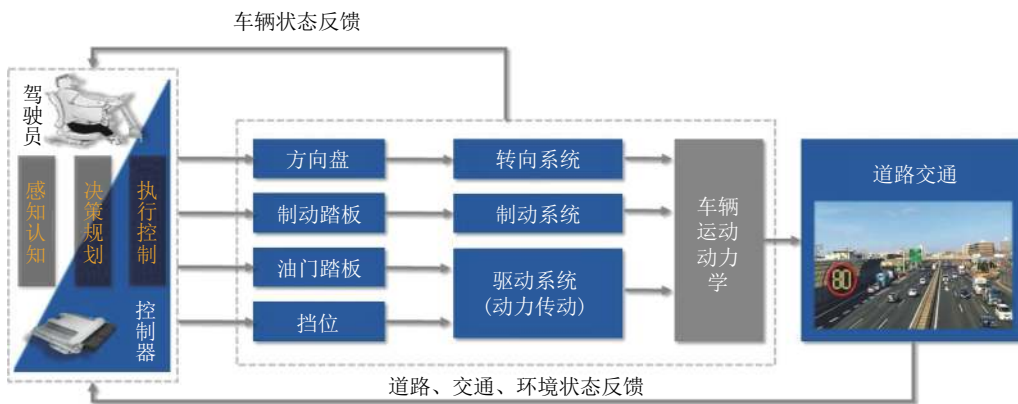 车辆状态反馈
驾驶员
感知认知
决策规划
执行控制
控制器
方向盘
转向系统
制动踏板
制动系统
油门踏板
驱动系统
(动力传动)
挡位
车辆
运动
动力
学
道路交通
80
道路、交通、环境状态反馈